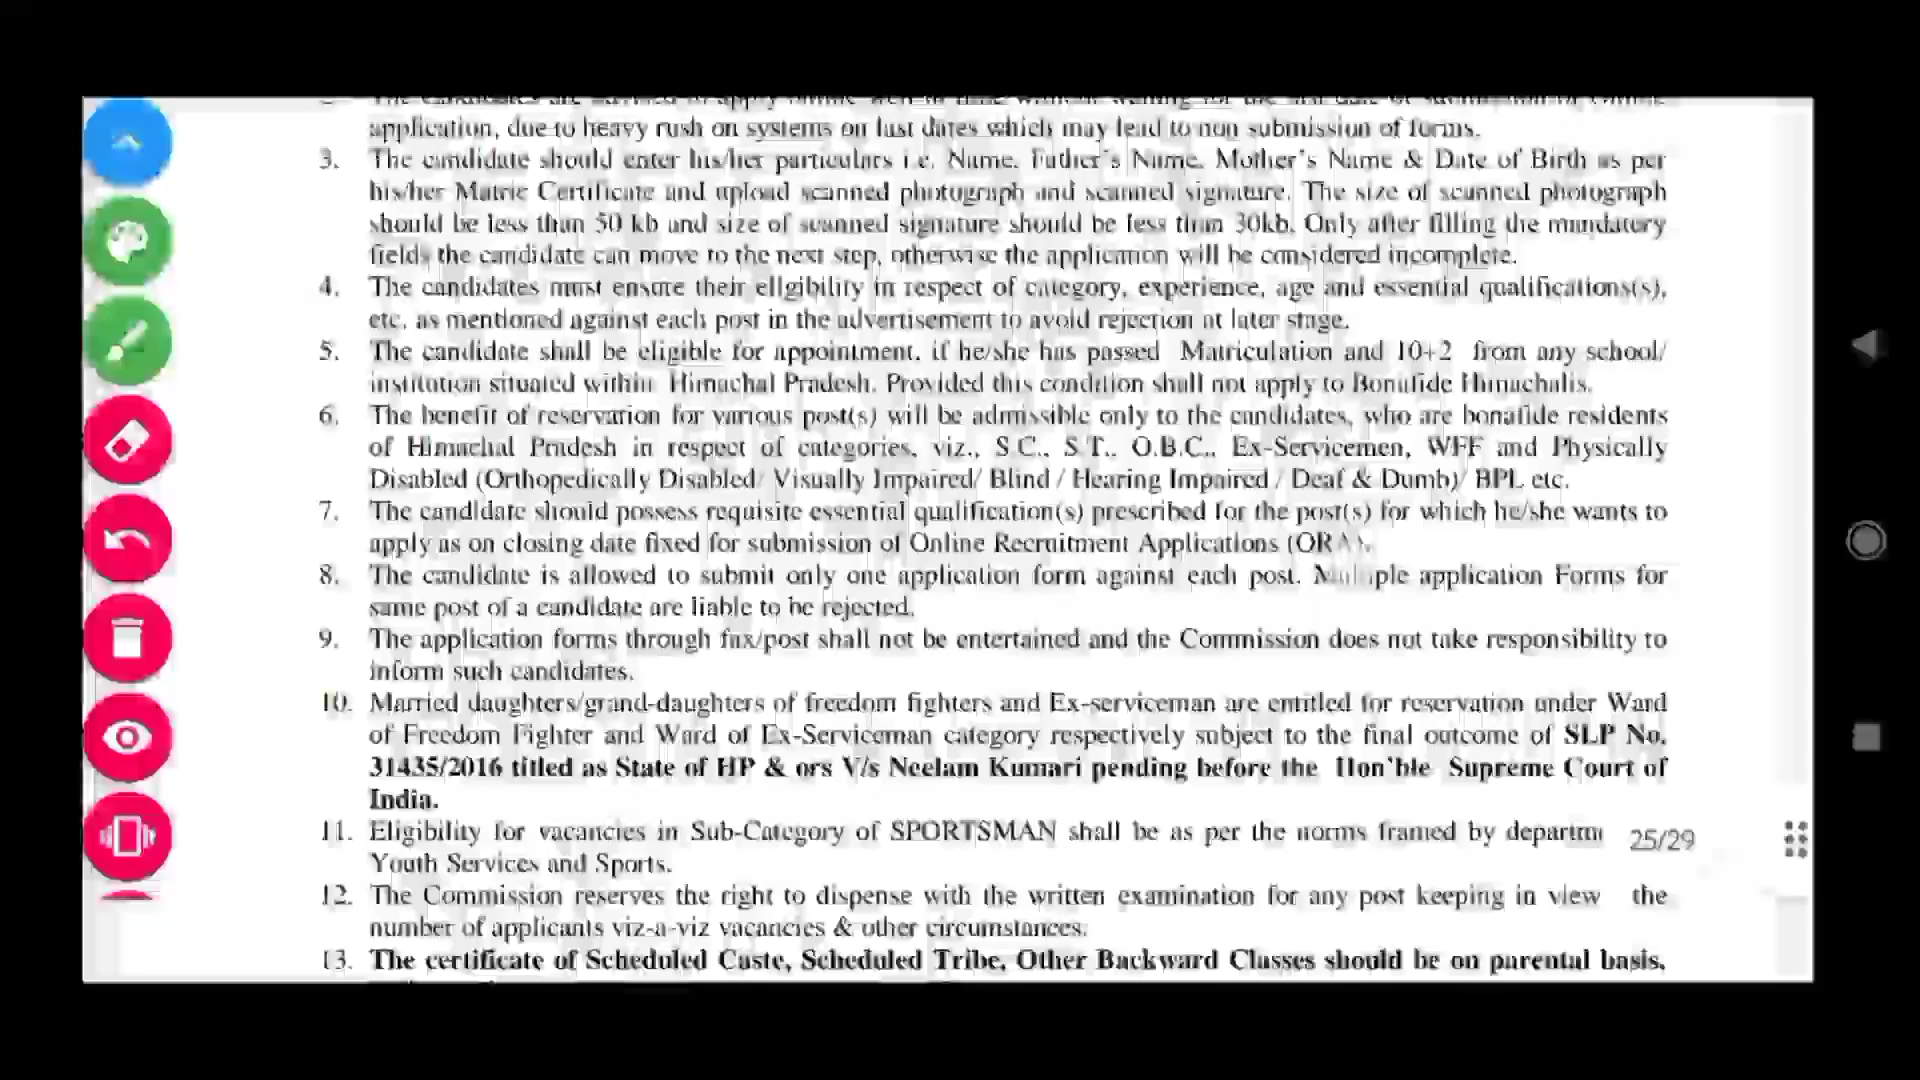 application, due to heavy rush on systems on last dates which may lead to non submission of forms.
3. The candidate should enter his/her particulars i.e. Name, Father's Name, Mother's Name & Date of Birth as per
his/her Matric Certificate and upload scanned photograph and scanned signature. The size of scanned photograph
should be less than 50 kb and size of scanned signature should be less than 30kb. Only after filling the mandatory
fields the candidate can move to the next step, otherwise the application will be considered incomplete.
4. The candidates must ensure their eligibility in respect of category, experience, age and essential qualifications(s),
etc. as mentioned against each post in the advertisement to avoid rejection at later stage.
5. The candidate shall be eligible for appointment, if he/she has passed Matriculation and 10+2 from any school/
institution situated within Himachal Pradesh. Provided this condition shall not apply to Bonafide Himachalis.
6. The benefit of reservation for various post(s) will be admissible only to the candidates, who are bonafide residents
of Himachal Pradesh in respect of categories, viz., S.C., S.T., O.B.C., Ex-Servicemen, WFF and Physically
Disabled (Orthopedically Disabled/ Visually Impaired/ Blind / Hearing Impaired / Deaf & Dumb)/ BPL etc.
7. The candidate should possess requisite essential qualification(s) prescribed for the post(s) for which he/she wants to
apply as on closing date fixed for submission of Online Recruitment Applications (ORA).
8. The candidate is allowed to submit only one application form against each post. Multiple application Forms for
same post of a candidate are liable to be rejected.
9. The application forms through fax/post shall not be entertained and the Commission does not take responsibility to
inform such candidates.
10. Married daughters/grand-daughters of freedom fighters and Ex-serviceman are entitled for reservation under Ward
of Freedom Fighter and Ward of Ex-Serviceman category respectively subject to the final outcome of SLP No.
31435/2016 titled as State of HP & ors V/s Neelam Kumari pending before the Hon'ble Supreme Court of
India.
11. Eligibility for vacancies in Sub-Category of SPORTSMAN shall be as per the norms framed by departm
25/29
Youth Services and Sports.
12. The Commission reserves the right to dispense with the written examination for any post keeping in view the
number of applicants viz-a-viz vacancies & other circumstances.
13. The certificate of Scheduled Caste, Scheduled Tribe, Other Backward Classes should be on parental basis.